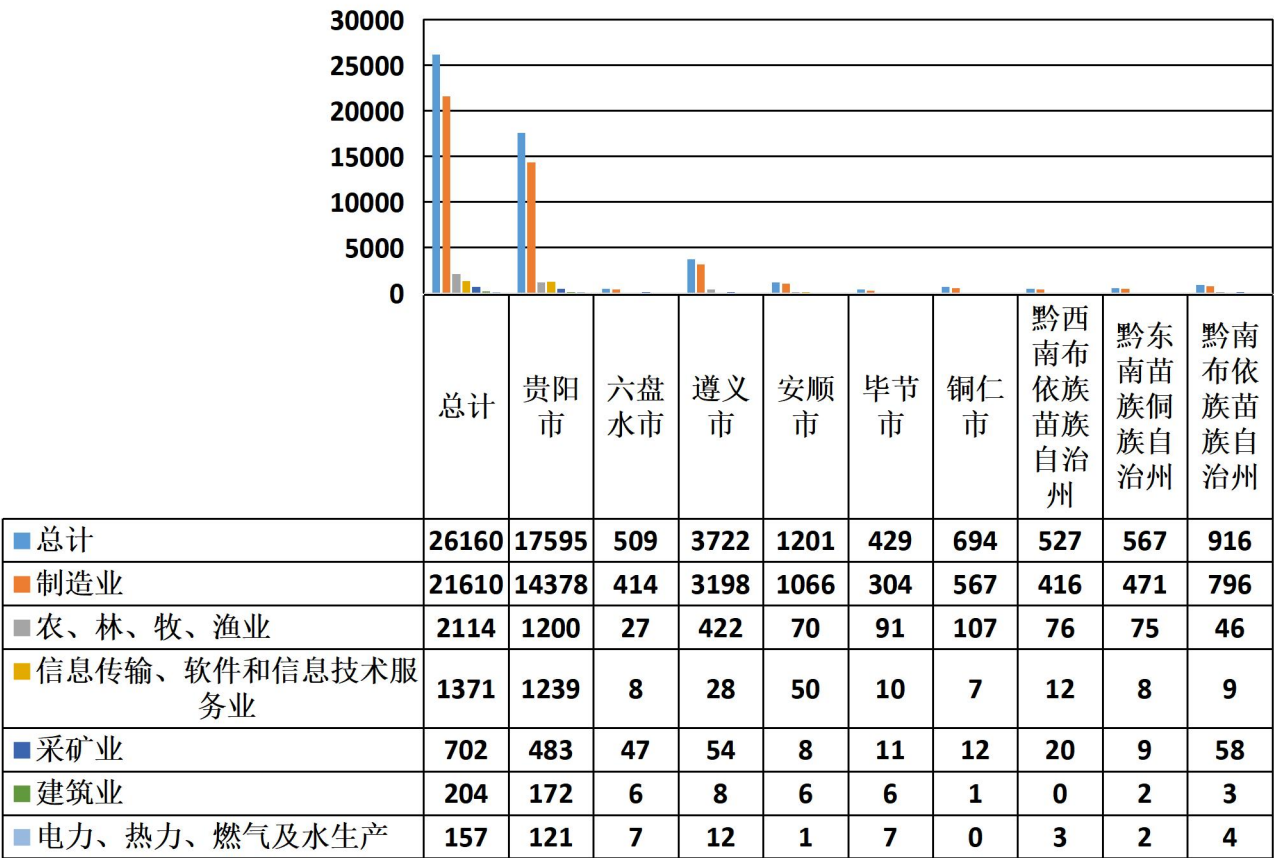 30000
25000
20000
15000
10000
5000
0
总计
贵阳
市
六盘
水市
遵义
市
安顺
市
毕节
市
铜仁
市
黔西
南布
依族
苗族
自治
州
黔东
南苗
族侗
族自
治州
黔南
布依
族苗
族自
治州
总计 26160 17595 509 3722 1201 429 694 527 567 916
制造业 21610 14378 414 3198 1066 304 567 416 471 796
农、林、牧、渔业 2114 1200 27 422 70 91 107 76 75 46
信息传输、软件和信息技术服
务业 1371 1239 8 28 50 10 7 12 8 9
采矿业 702 483 47 54 8 11 12 20 9 58
建筑业 204 172 6 8 6 6 1 0 2 3
电力、热力、燃气及水生产 157 121 7 12 1 7 0 3 2 4